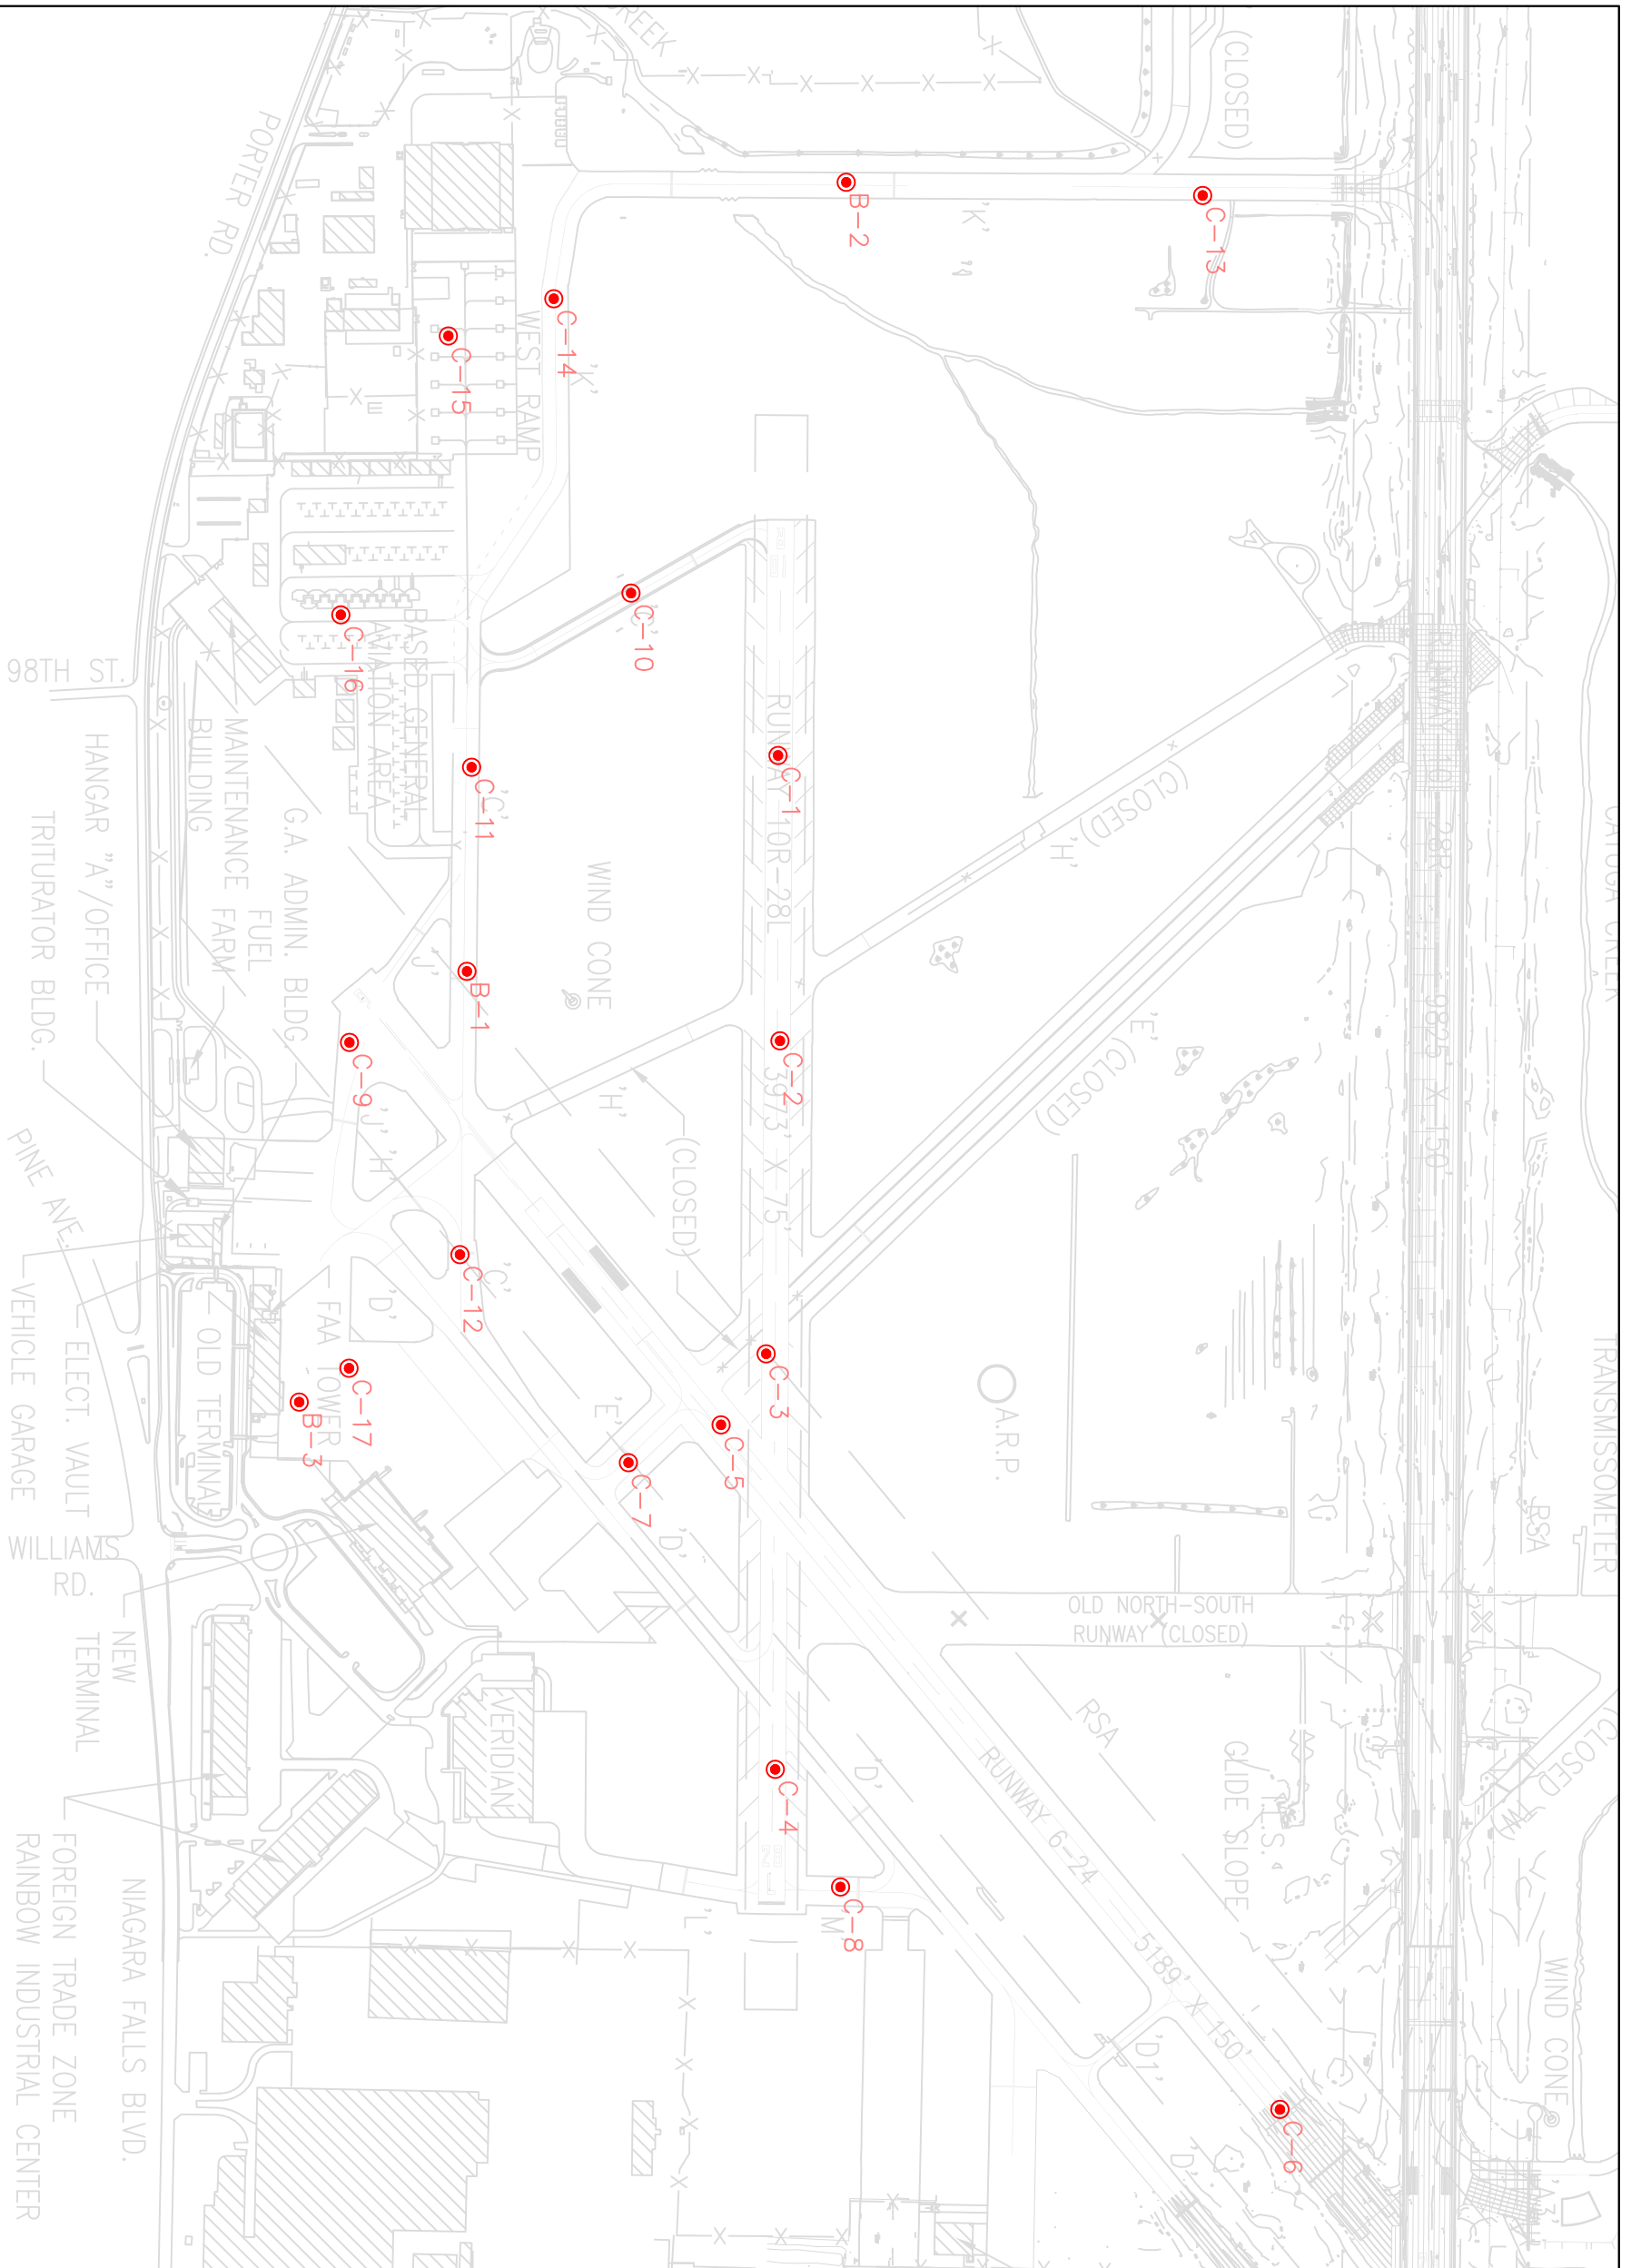 CREEK
(CLOSED)
PORTER RD.
B-2
C-13
'K'
C-14
WEST RAMP
'K'
C-15
E
C-10
C-16
BASED GENERAL
AVIATION AREA
98TH ST.
RUNWAY 10R-28L
3973' X 75'
C-1
RUNWAY 10L-28R 9825' X 150'
C-11
'C'
(CLOSED)
'H'
MAINTENANCE
BUILDING
HANGAR "A"/OFFICE
TRITURATOR BLDG.
G.A. ADMIN. BLDG.
FUEL
FARM
WIND CONE
CAYUGA CREEK
'J'
B-1
C-9
C-2
'E'(CLOSED)
'H'
(CLOSED)
'J'
'H'
PINE AVE.
C-12
'C'
'D'
FAA TOWER
OLD TERMINAL
ELECT. VAULT
VEHICLE GARAGE
C-17
B-3
C-3
C-5
C-7
'E'
'D'
A.R.P.
TRANSMISSOMETER
RSA
WILLIAMS
RD.
NEW
TERMINAL
OLD NORTH-SOUTH
RUNWAY (CLOSED)
VERIDIAN
RSA
RUNWAY 6-24
5189' X 150'
I.L.S.
GLIDE SLOPE
(CLOSED)
'D'
C-4
C-8
'M'
'L'
FOREIGN TRADE ZONE
RAINBOW INDUSTRIAL CENTER
NIAGARA FALLS BLVD.
WIND CONE
'D1'
C-6
'D'
'A3'